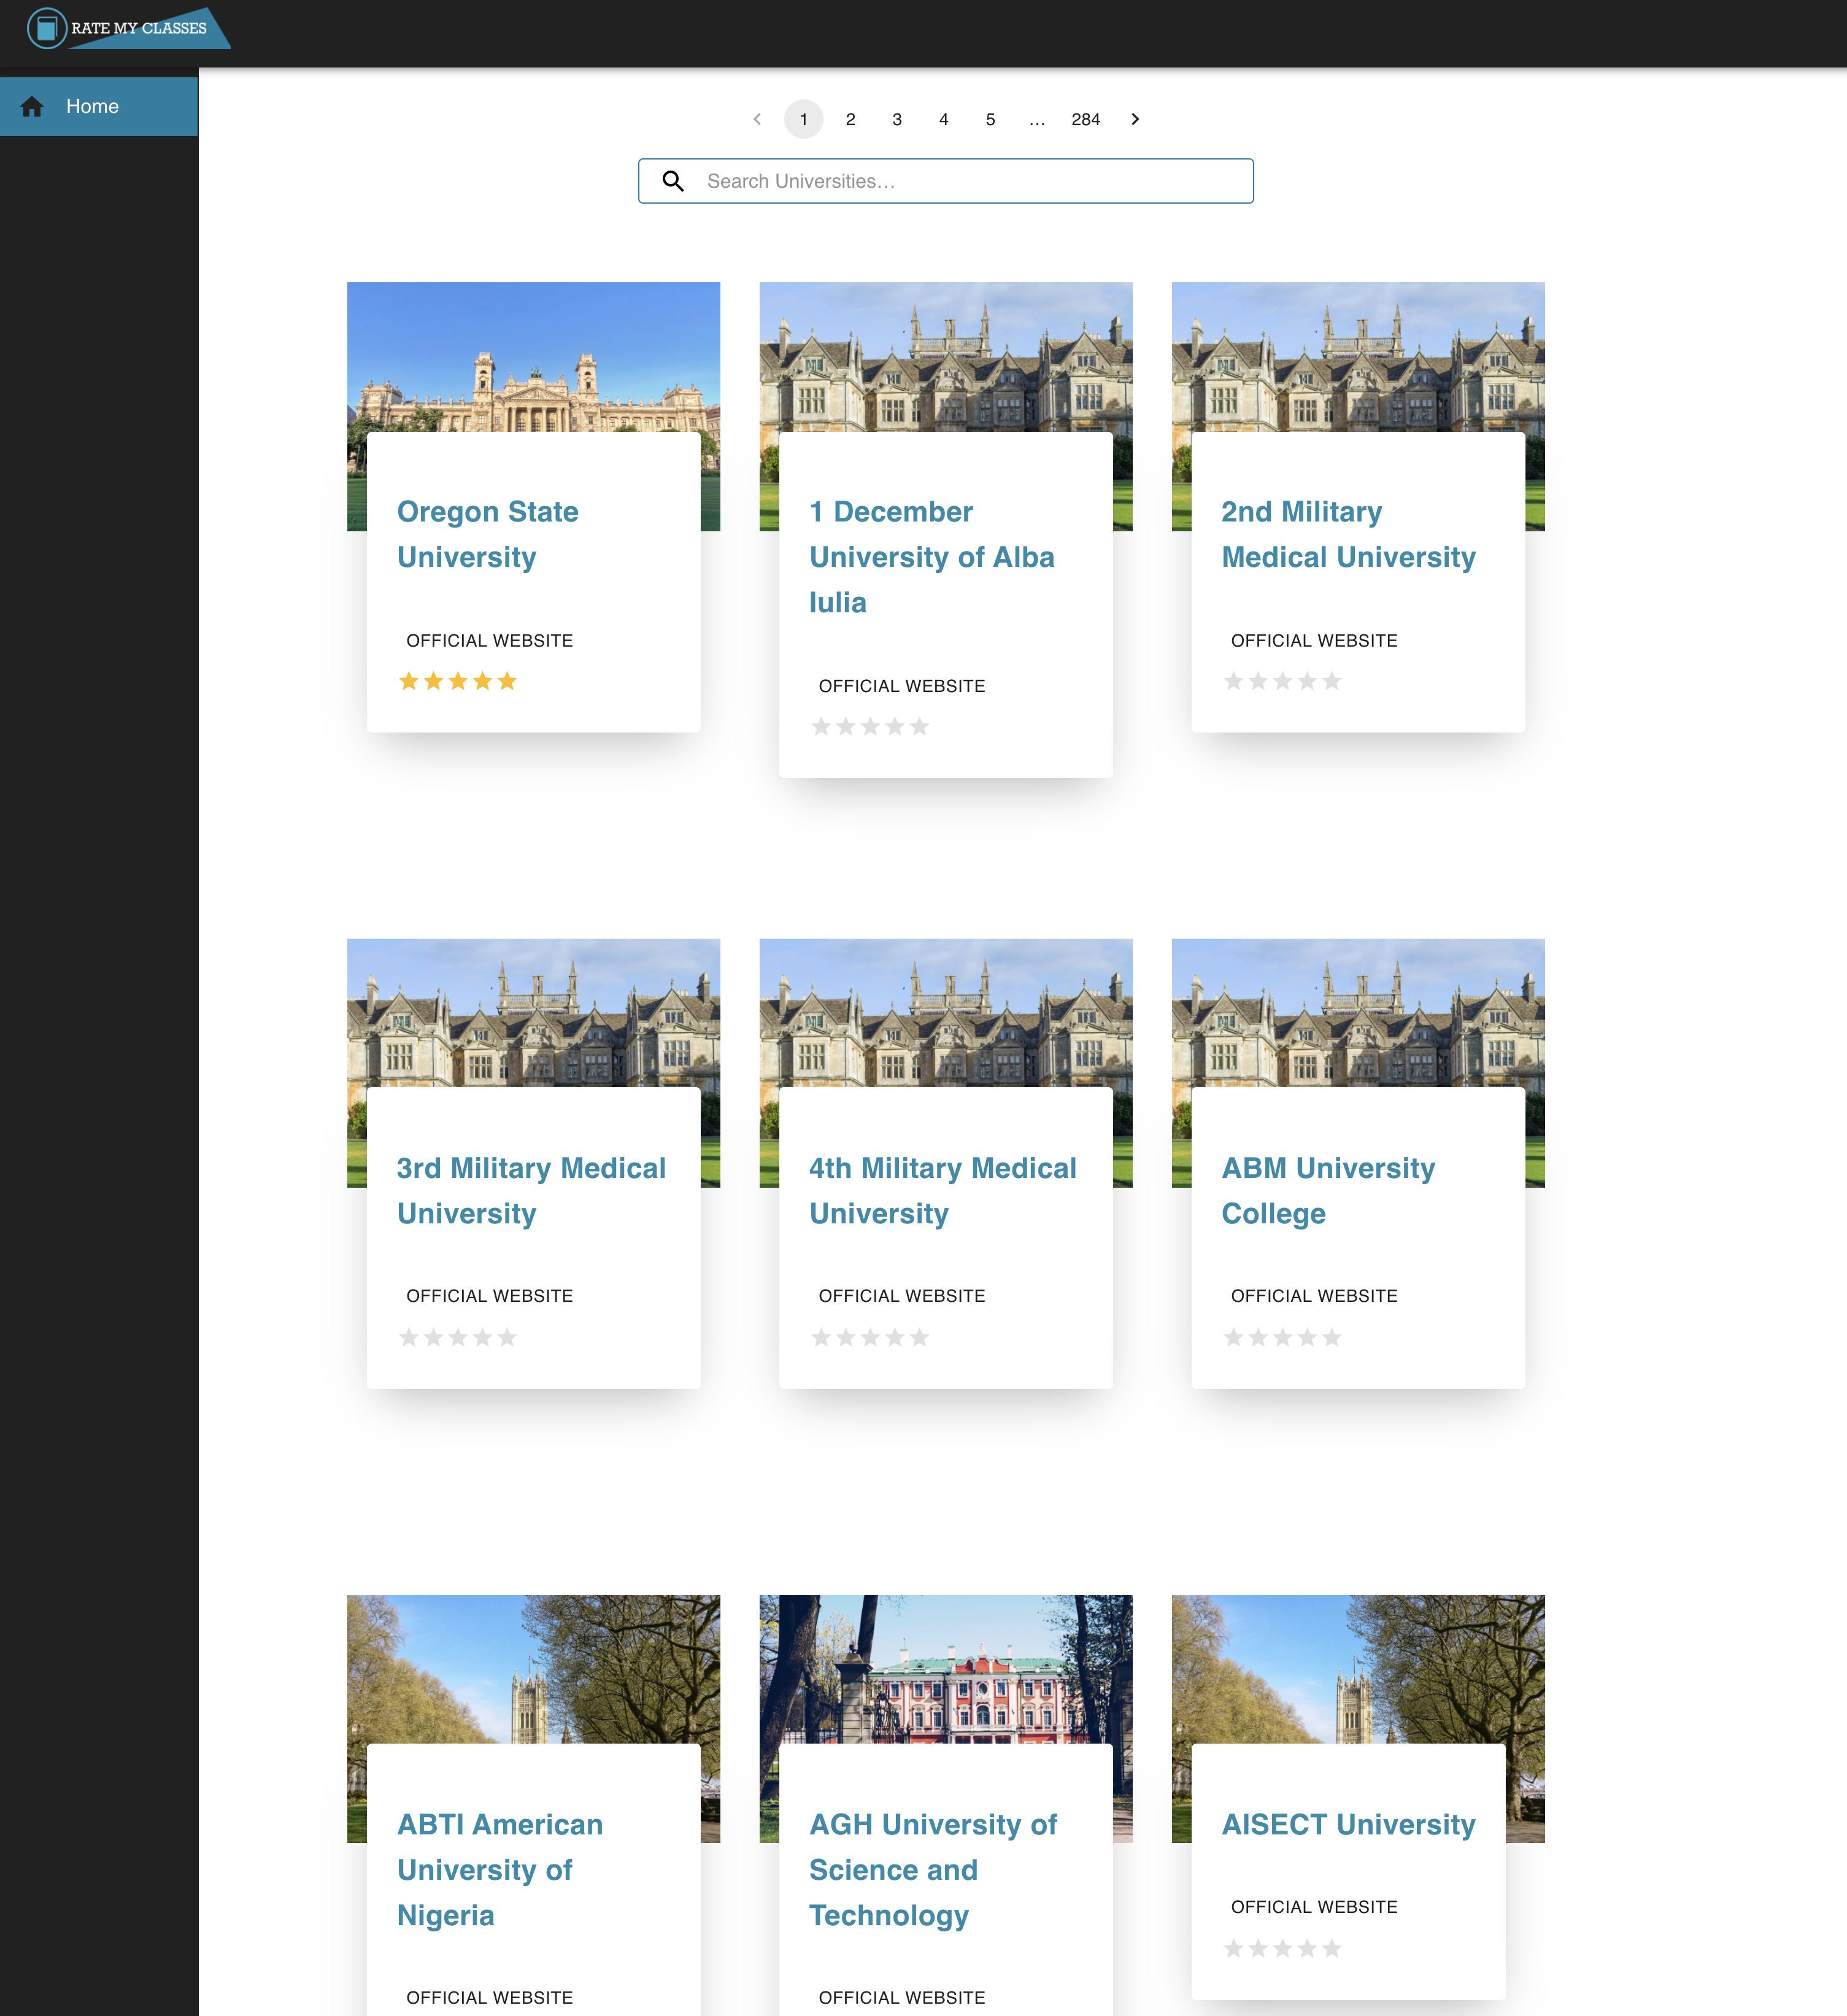 RATE MY CLASSES
Home
1 2 3 4 5 … 284
Search Universities…
Oregon State
University
OFFICIAL WEBSITE
1 December
University of Alba
Iulia
OFFICIAL WEBSITE
2nd Military
Medical University
OFFICIAL WEBSITE
3rd Military Medical
University
OFFICIAL WEBSITE
4th Military Medical
University
OFFICIAL WEBSITE
ABM University
College
OFFICIAL WEBSITE
ABTI American
University of
Nigeria
OFFICIAL WEBSITE
AGH University of
Science and
Technology
OFFICIAL WEBSITE
AISECT University
OFFICIAL WEBSITE